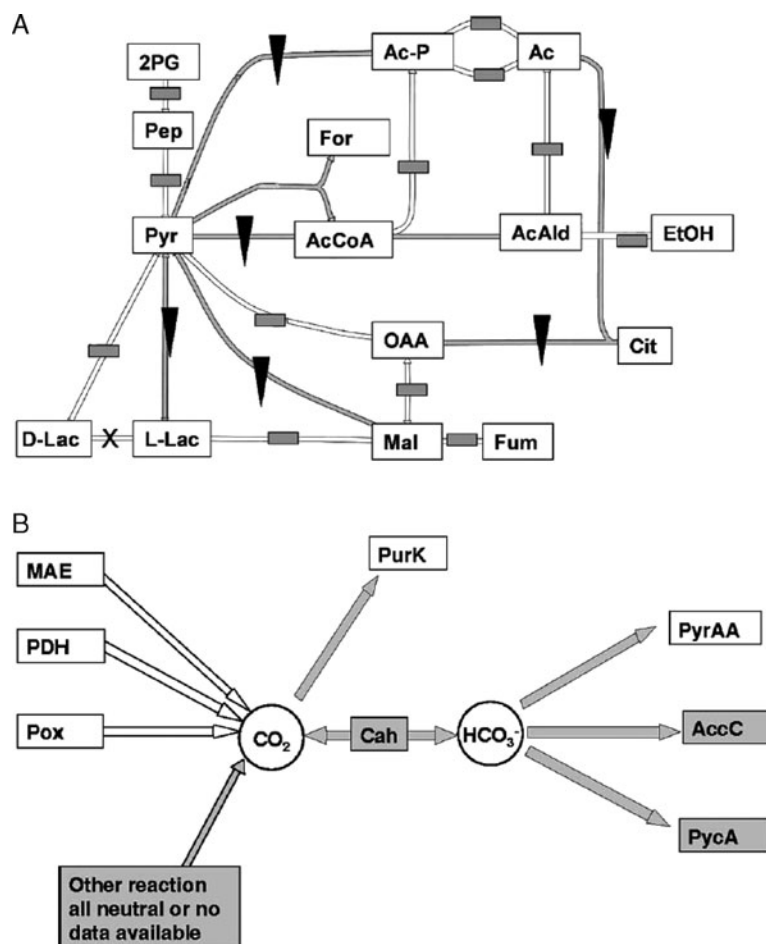 A
2PG
Ac-P
Ac
Pep
For
Pyr
AcCoA
AcAld
EtOH
OAA
Cit
D-Lac
X
L-Lac
Mal
Fum
B
MAE
PurK
PDH
PyrAA
Pox
CO2
Cah
HCO3-
AccC
PycA
Other reaction
all neutral or no
data available